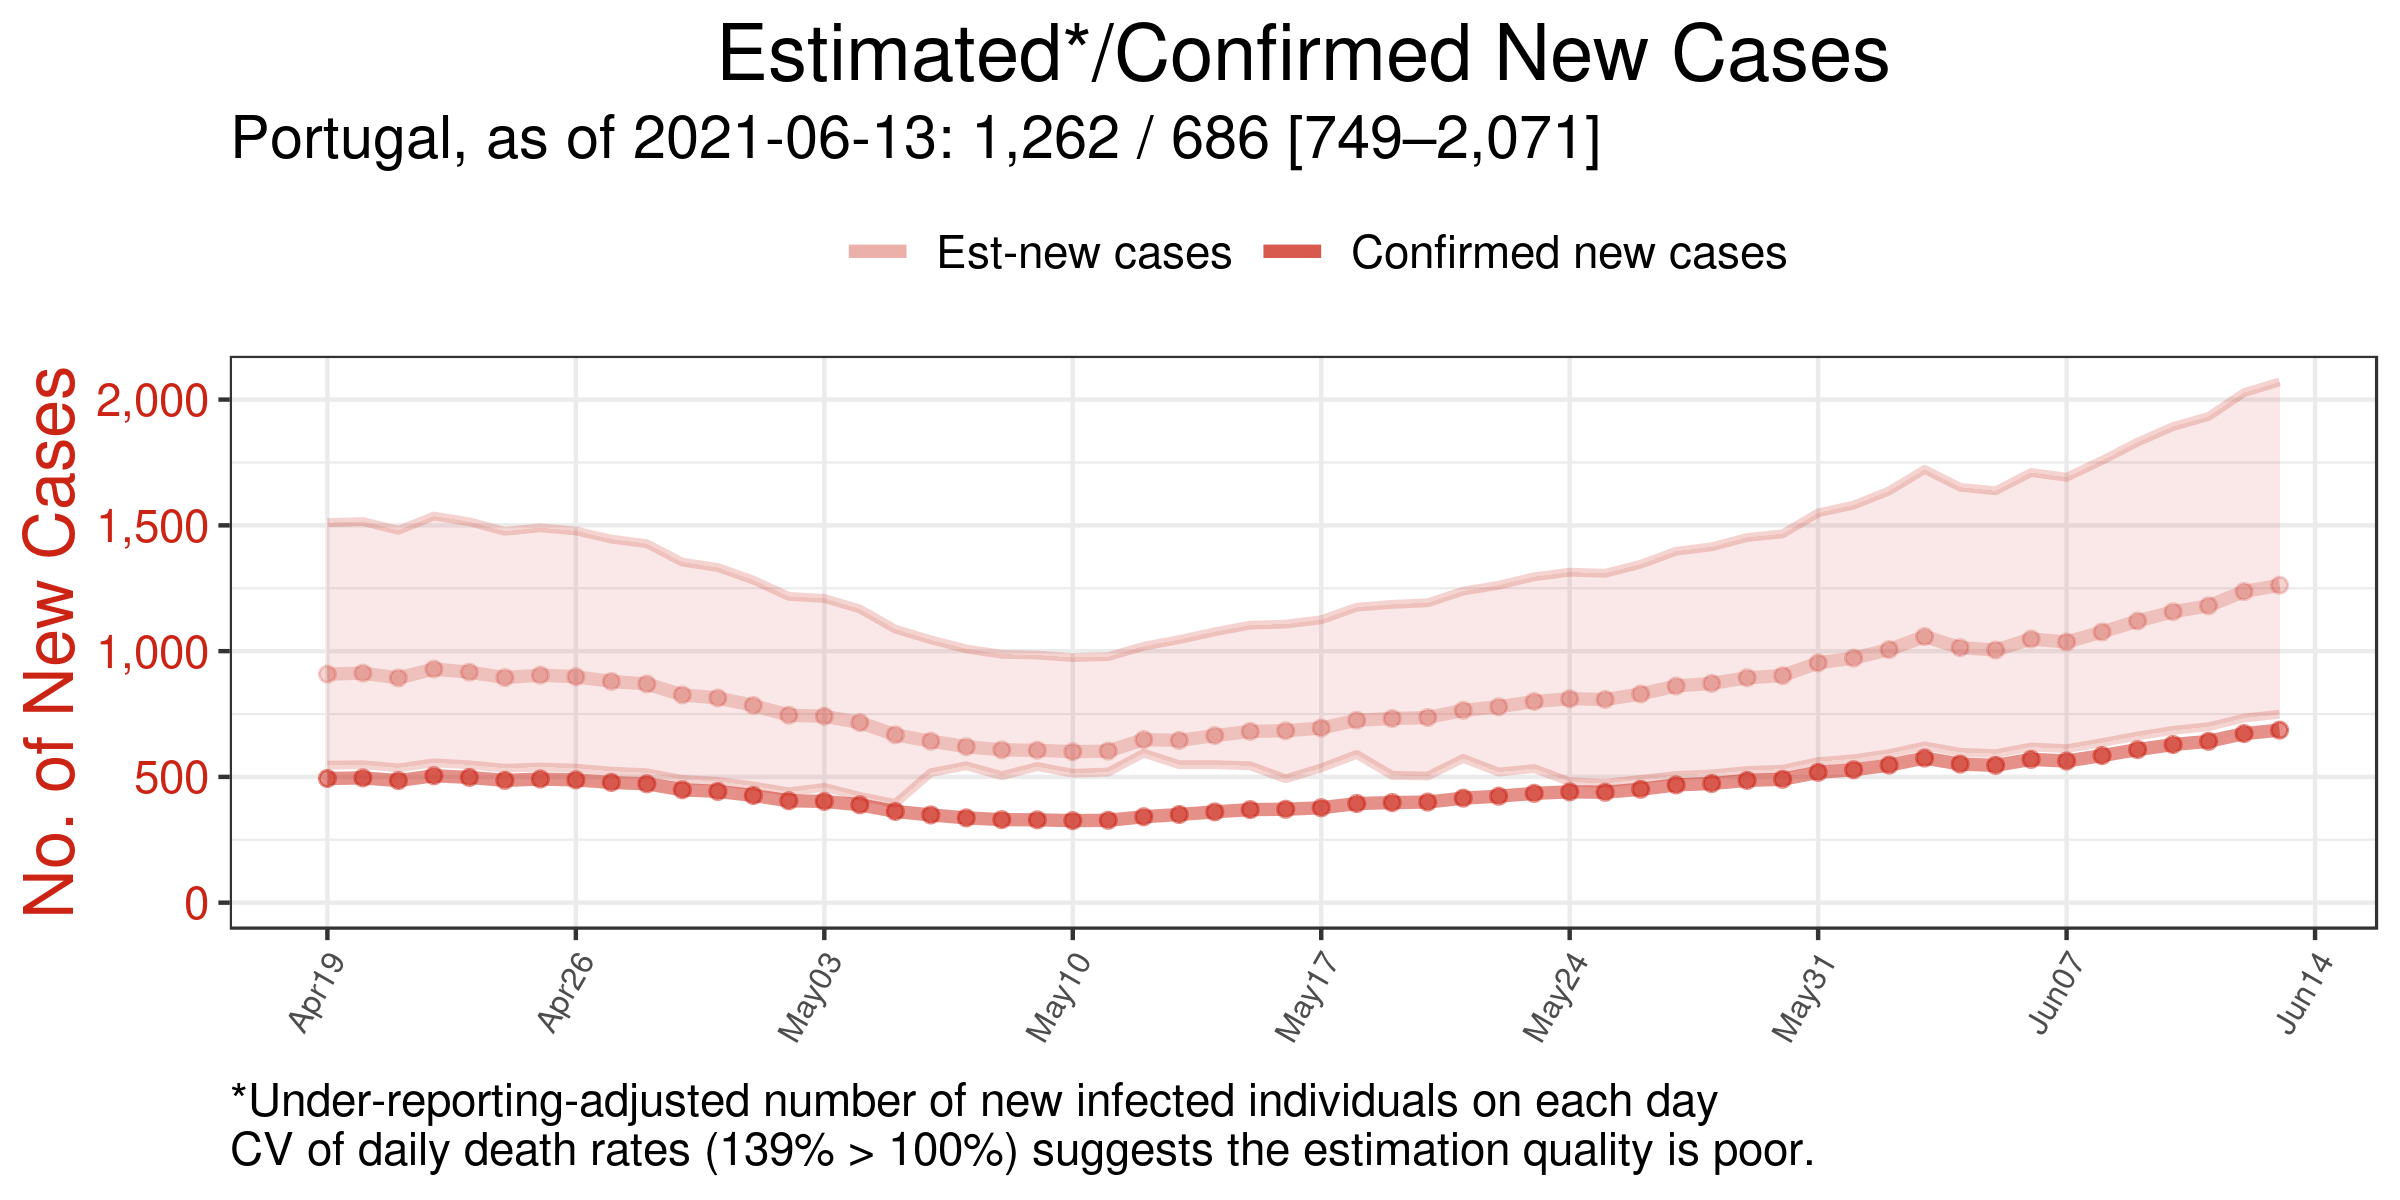 Estimated*/Confirmed New Cases
Portugal, as of 2021-06-13: 1,262 / 686 [749–2,071]
Est-new cases
Confirmed new cases
No. of New Cases
2,000
1,500
1,000
500
0
Apr19
Apr26
May03
May10
May17
May24
May31
Jun07
Jun14
*Under-reporting-adjusted number of new infected individuals on each day
CV of daily death rates (139% > 100%) suggests the estimation quality is poor.